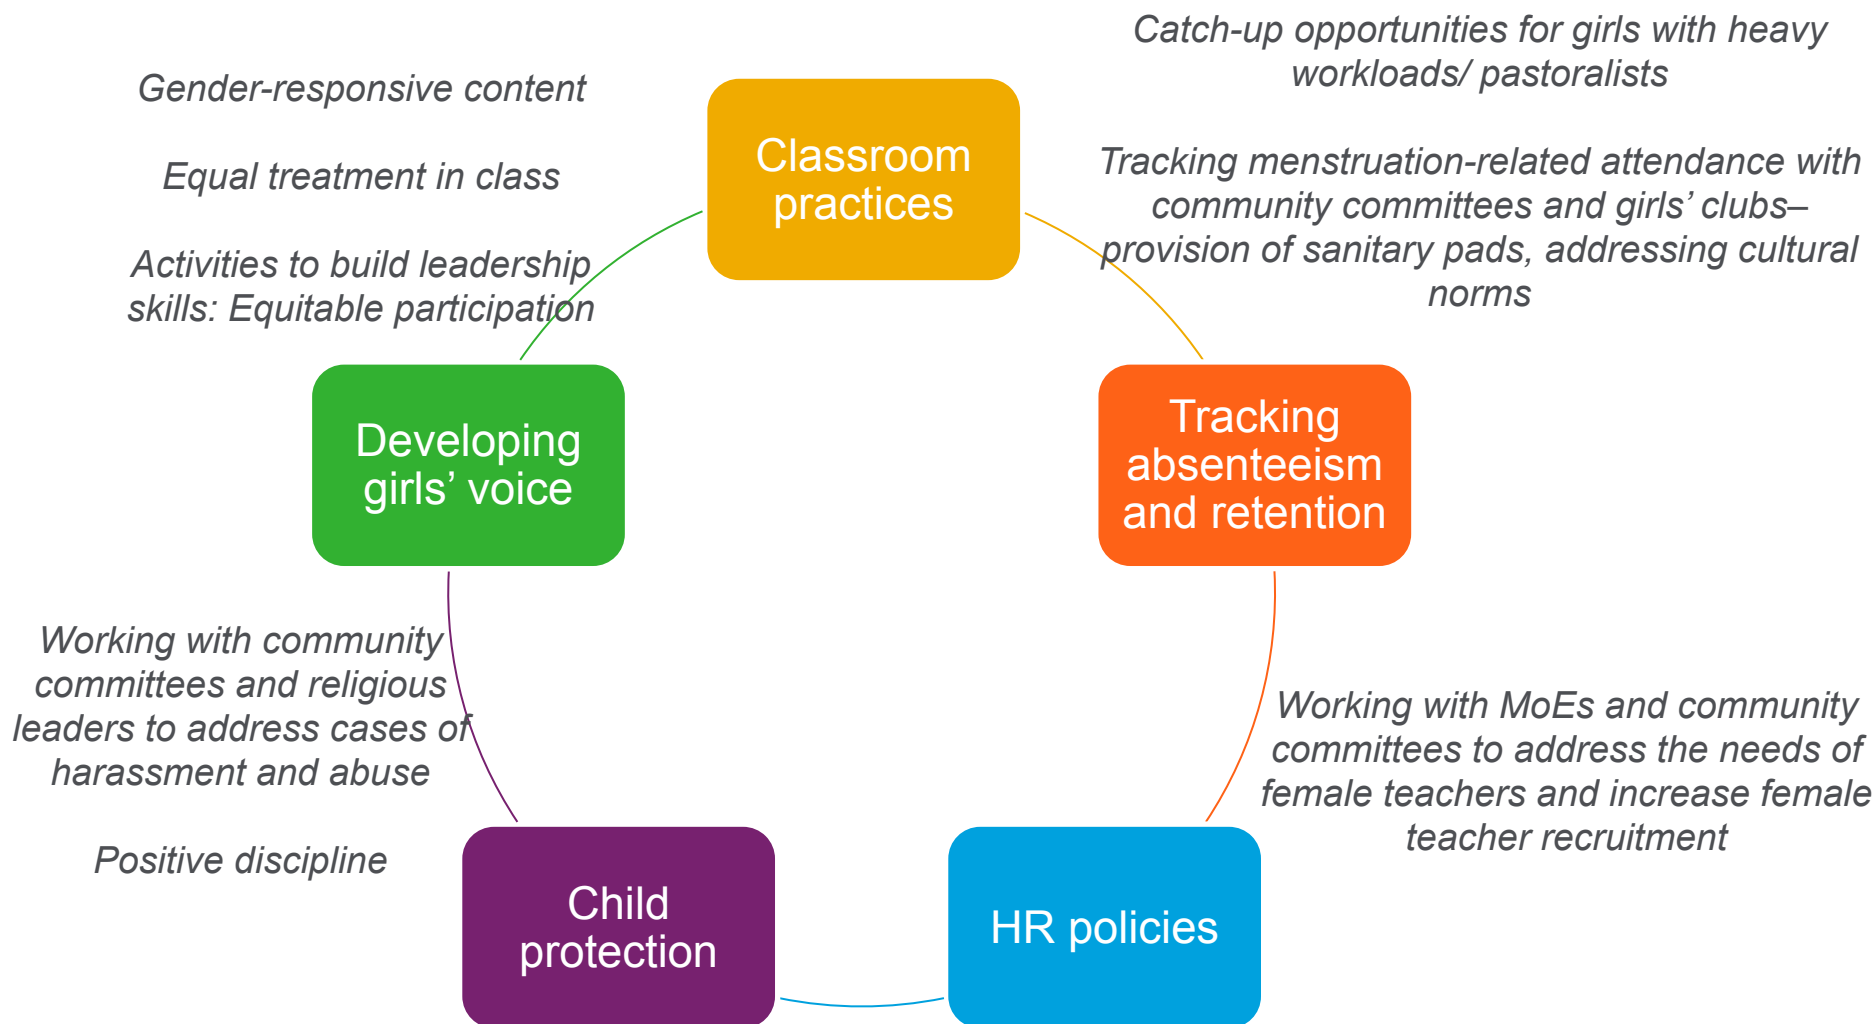 Gender-responsive content
Equal treatment in class
Activities to build leadership
skills: Equitable participation
Classroom
practices
Catch-up opportunities for girls with heavy
workloads/ pastoralists
Tracking menstruation-related attendance with
community committees and girls’ clubs–
provision of sanitary pads, addressing cultural
norms
Developing
girls’ voice
Tracking
absenteeism
and retention
Working with community
committees and religious
leaders to address cases of
harassment and abuse
Positive discipline
Working with MoEs and community
committees to address the needs of
female teachers and increase female
teacher recruitment
Child
protection
HR policies